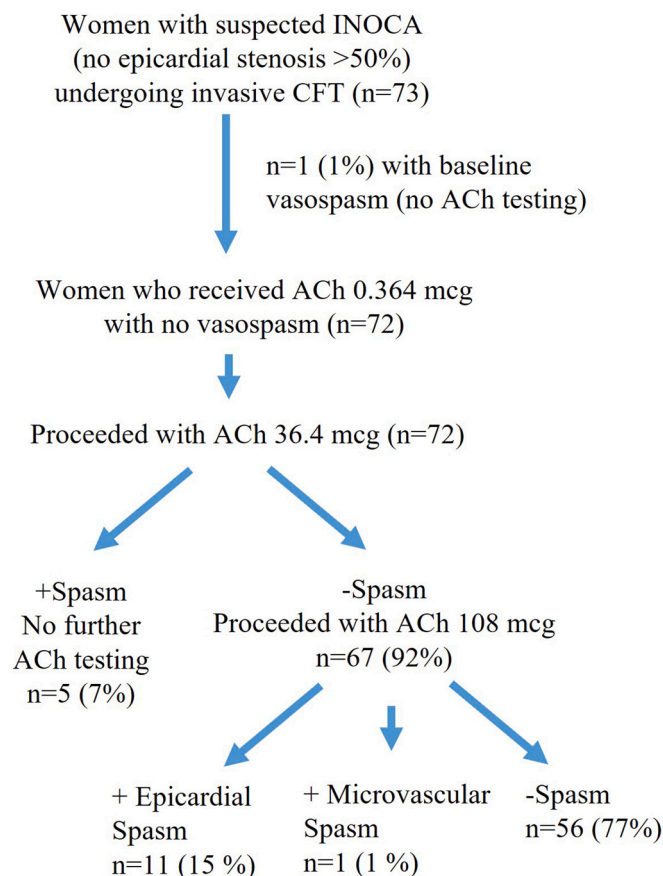 Women with suspected INOCA
(no epicardial stenosis >50%)
undergoing invasive CFT (n=73)
n=1 (1%) with baseline
vasospasm (no ACh testing)
Women who received ACh 0.364 mcg
with no vasospasm (n=72)
Proceeded with ACh 36.4 mcg (n=72)
+Spasm
No further
ACh testing
n=5 (7%)
-Spasm
Proceeded with ACh 108 mcg
n=67 (92%)
+ Epicardial
Spasm
n=11 (15 %)
+ Microvascular
Spasm
n=1 (1 %)
-Spasm
n=56 (77%)